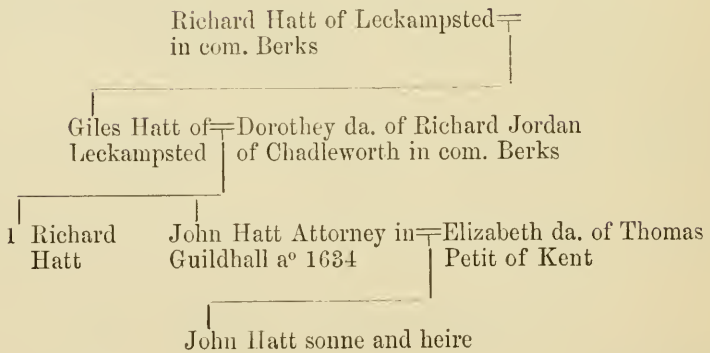 Richard Hatt of Leckampsted
in com. Berks
Giles Hatt of Dorothey da. of Richard Jordan
Leckampsted of Chadleworth in com. Berks
1 Richard John Hatt Attorney in Elizabeth da. of Thomas
Hatt Guildhall aº 1634 Petit of Kent
John Hatt sonne and heire